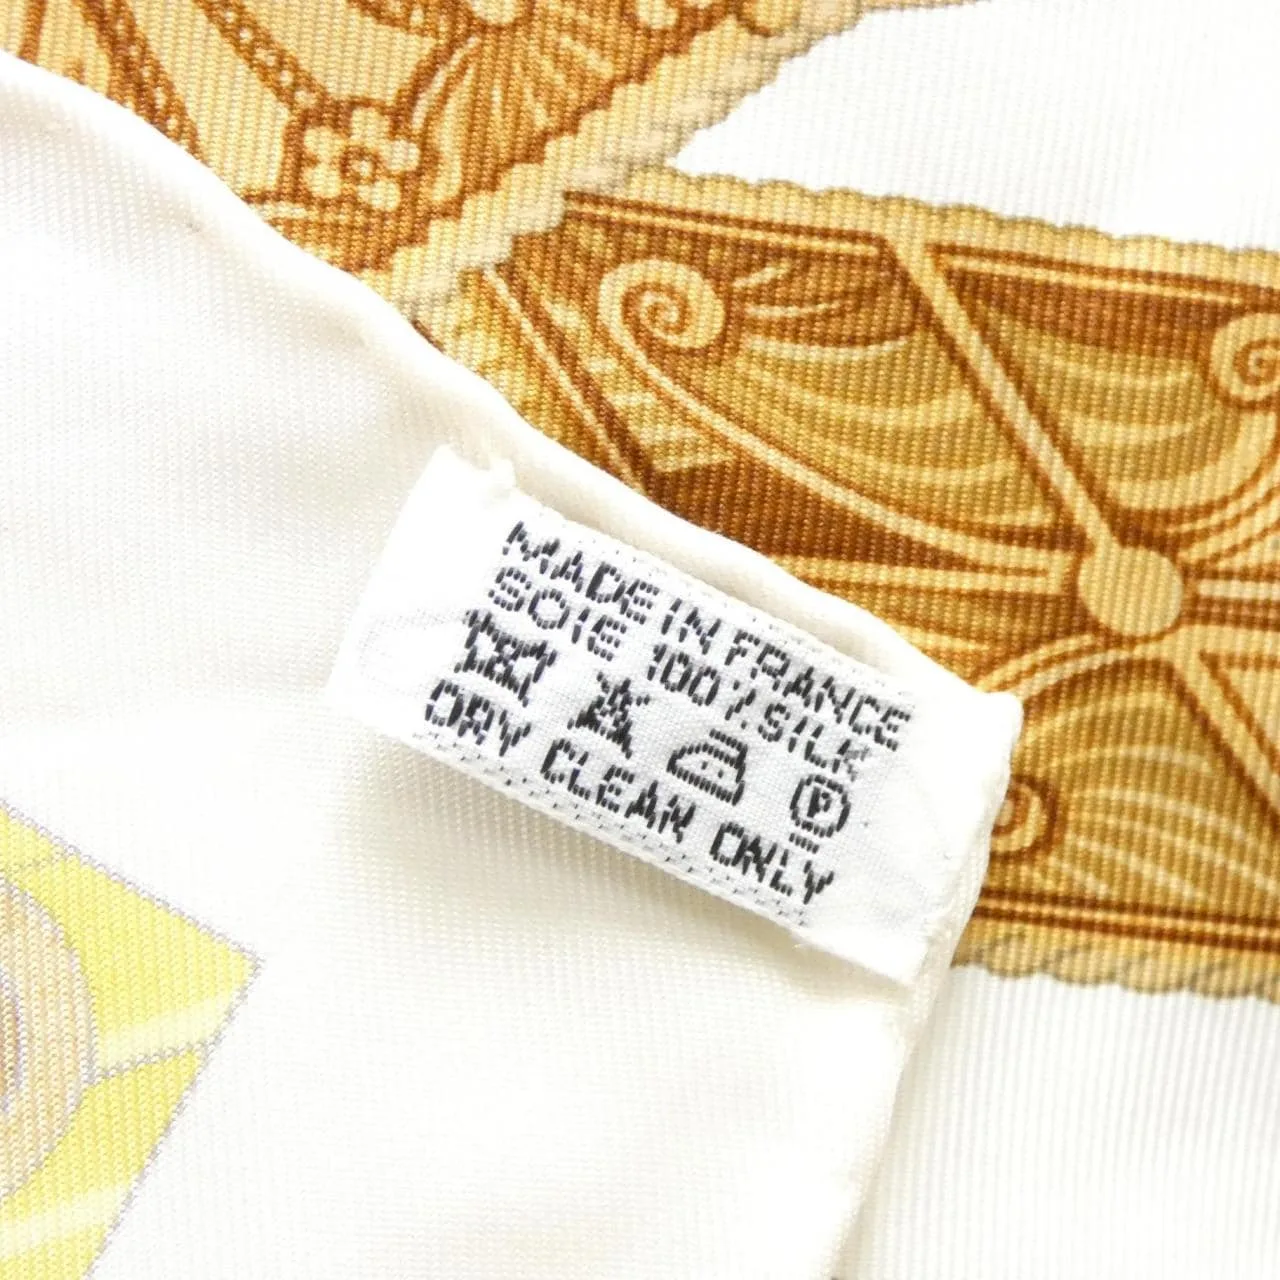 MADE IN FRANCE
SOIE 100% SILK
P
DRY CLEAN ONLY